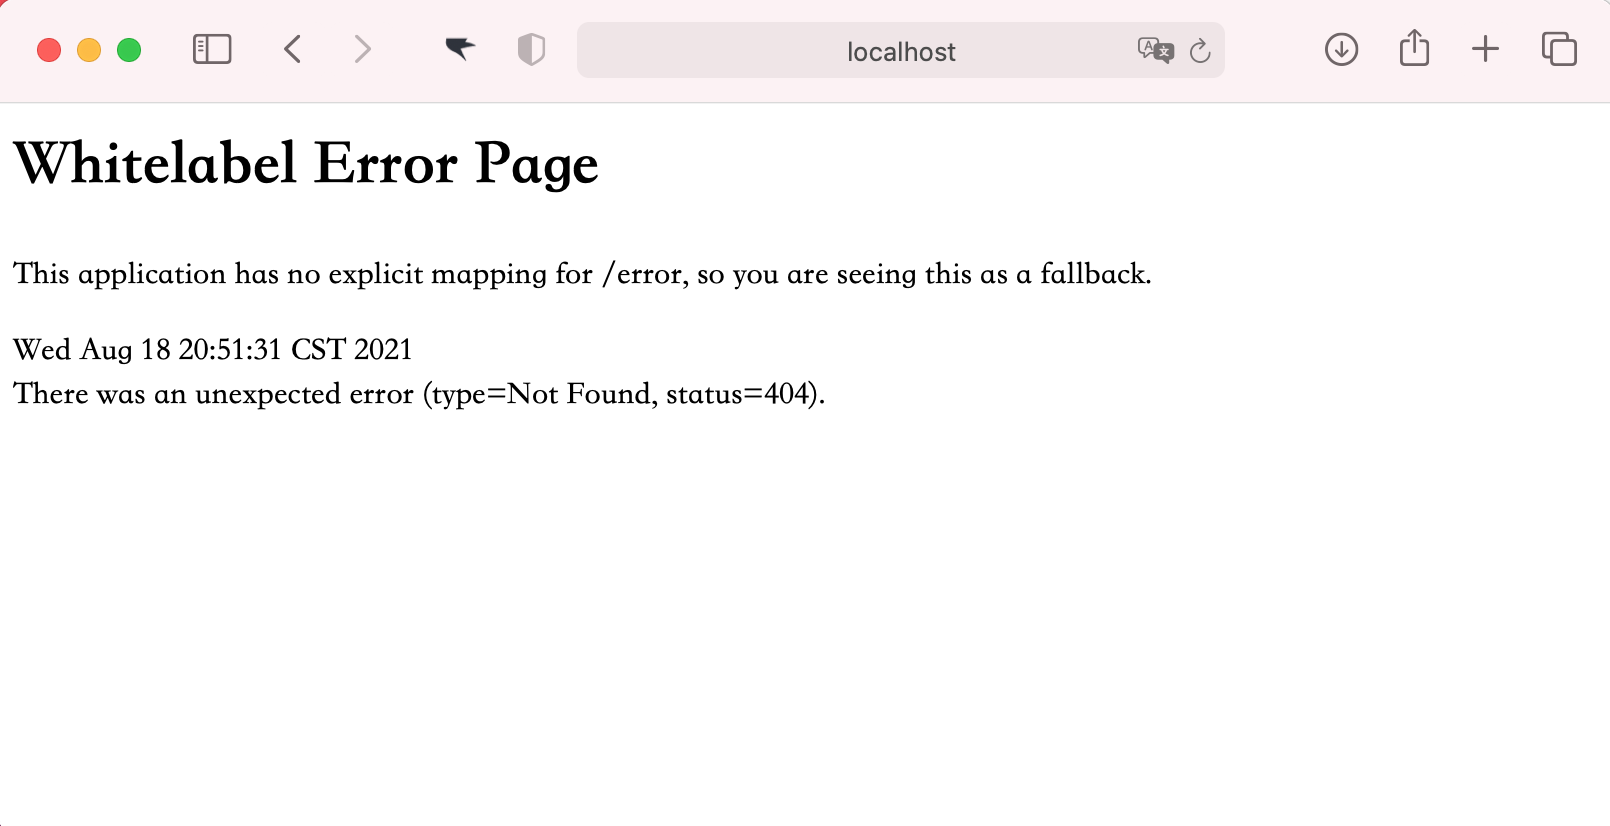 localhost
Whitelabel Error Page
This application has no explicit mapping for /error, so you are seeing this as a fallback.
Wed Aug 18 20:51:31 CST 2021
There was an unexpected error (type=Not Found, status=404).